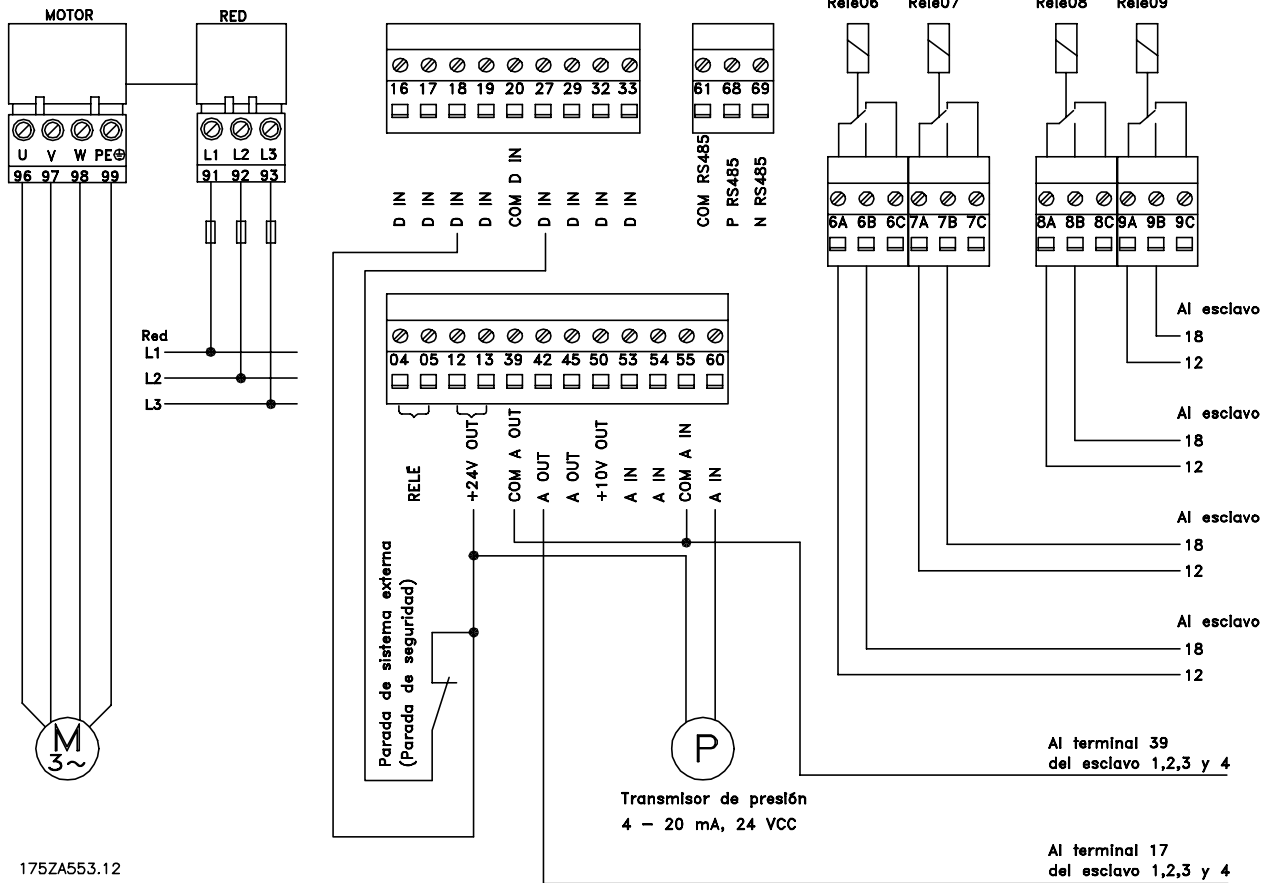 MOTOR
RED
Rele06 Rele07 Rele08 Rele09
U V W PE
96 97 98 99
L1 L2 L3
91 92 93
16 17 18 19 20 27 29 32 33
61 68 69
D IN
D IN
D IN
D IN
COM D IN
D IN
D IN
D IN
D IN
COM RS485
P RS485
N RS485
6A 6B 6C 7A 7B 7C
8A 8B 8C 9A 9B 9C
Red
L1
L2
L3
04 05 12 13 39 42 45 50 53 54 55 60
RELÉ
+24V OUT
COM A OUT
A OUT
A OUT
+10V OUT
A IN
A IN
COM A IN
A IN
Al esclavo
18
12
Al esclavo
18
12
Al esclavo
18
12
Al esclavo
18
12
Parada de sistema externa
(Parada de seguridad)
M
3~
P
Transmisor de presión
4 – 20 mA, 24 VCC
Al terminal 39
del esclavo 1,2,3 y 4
Al terminal 17
del esclavo 1,2,3 y 4
175ZA553.12